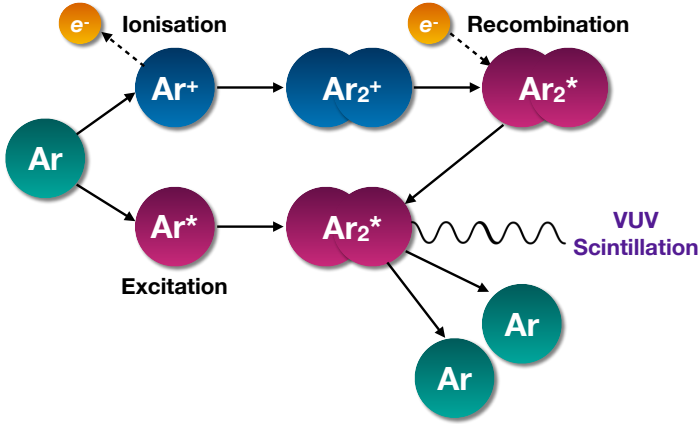 e⁻ Ionisation e⁻ Recombination
Ar⁺ Ar₂⁺ Ar₂*
Ar
Ar* Ar₂* VUV
Scintillation
Excitation
Ar
Ar